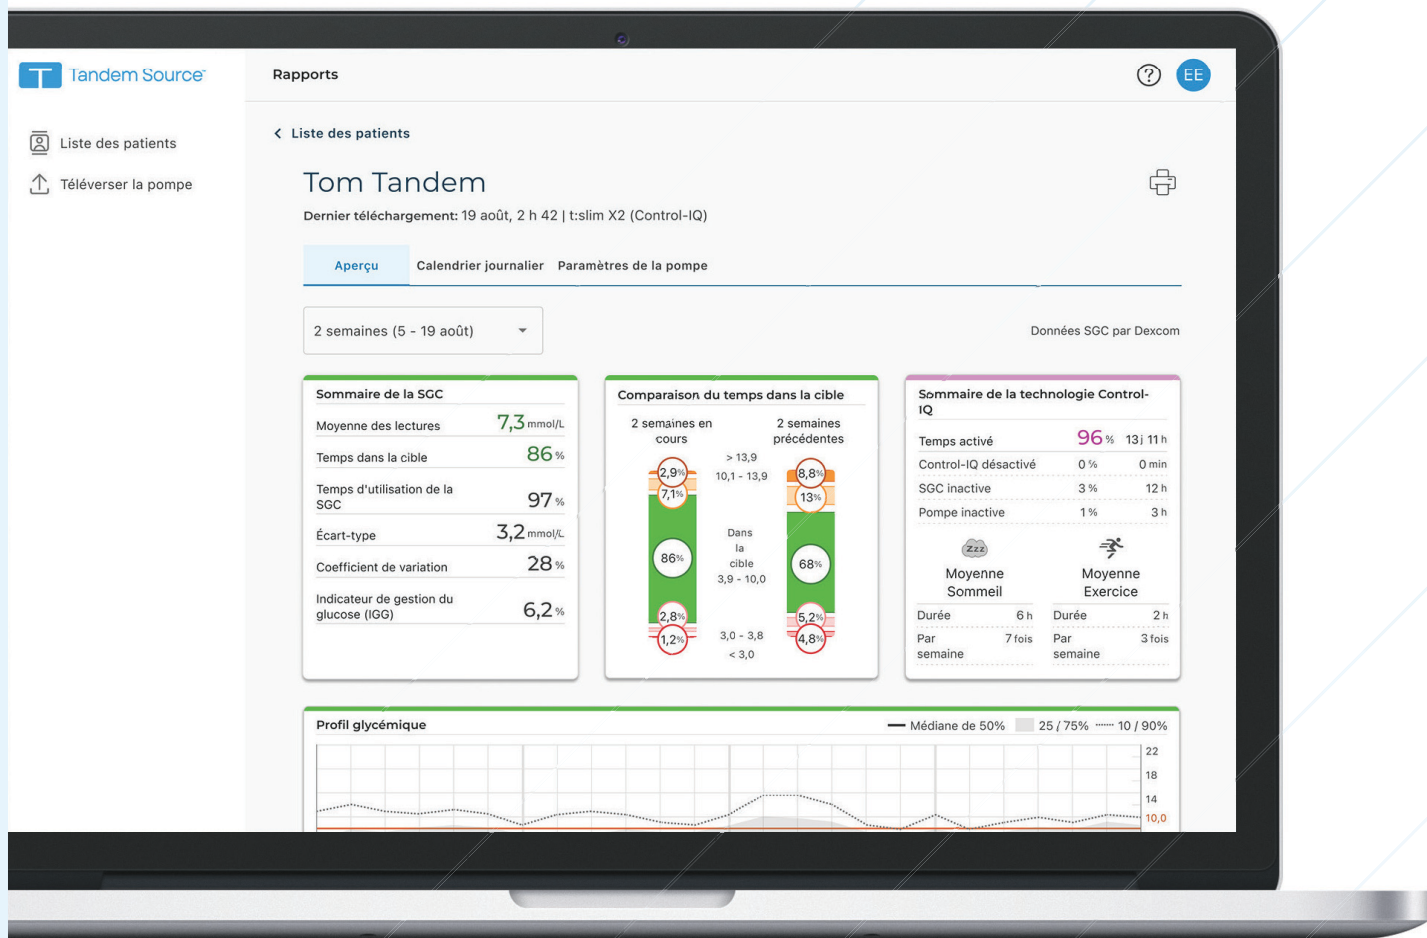 Tandem Source
Rapports
EE
Liste des patients
Téléverser la pompe
Liste des patients
Tom Tandem
Dernier téléchargement: 19 août, 2 h 42 | t:slim X2 (Control-IQ)
Aperçu Calendrier journalier Paramètres de la pompe
2 semaines (5 - 19 août)
Données SGC par Dexcom
Sommaire de la SGC
Moyenne des lectures 7,3 mmol/L
Temps dans la cible 86 %
Temps d'utilisation de la
SGC 97 %
Écart-type 3,2 mmol/L
Coefficient de variation 28 %
Indicateur de gestion du
glucose (IGG) 6,2 %
Comparaison du temps dans la cible
2 semaines en
cours
2 semaines
précédentes
> 13,9
10,1 - 13,9
Dans
la
cible
3,9 - 10,0
3,0 - 3,8
< 3,0
2,9%
7,1%
86%
2,8%
1,2%
8,8%
13%
68%
5,2%
4,8%
Sommaire de la technologie Control-
IQ
Temps activé 96 % 13 j 11 h
Control-IQ désactivé 0 % 0 min
SGC inactive 3 % 12 h
Pompe inactive 1 % 3 h
Zzz
Moyenne
Sommeil
Durée 6 h
Par
semaine 7 fois
Moyenne
Exercice
Durée 2 h
Par
semaine 3 fois
Profil glycémique
Médiane de 50% 25 / 75% 10 / 90%
22
18
14
10,0